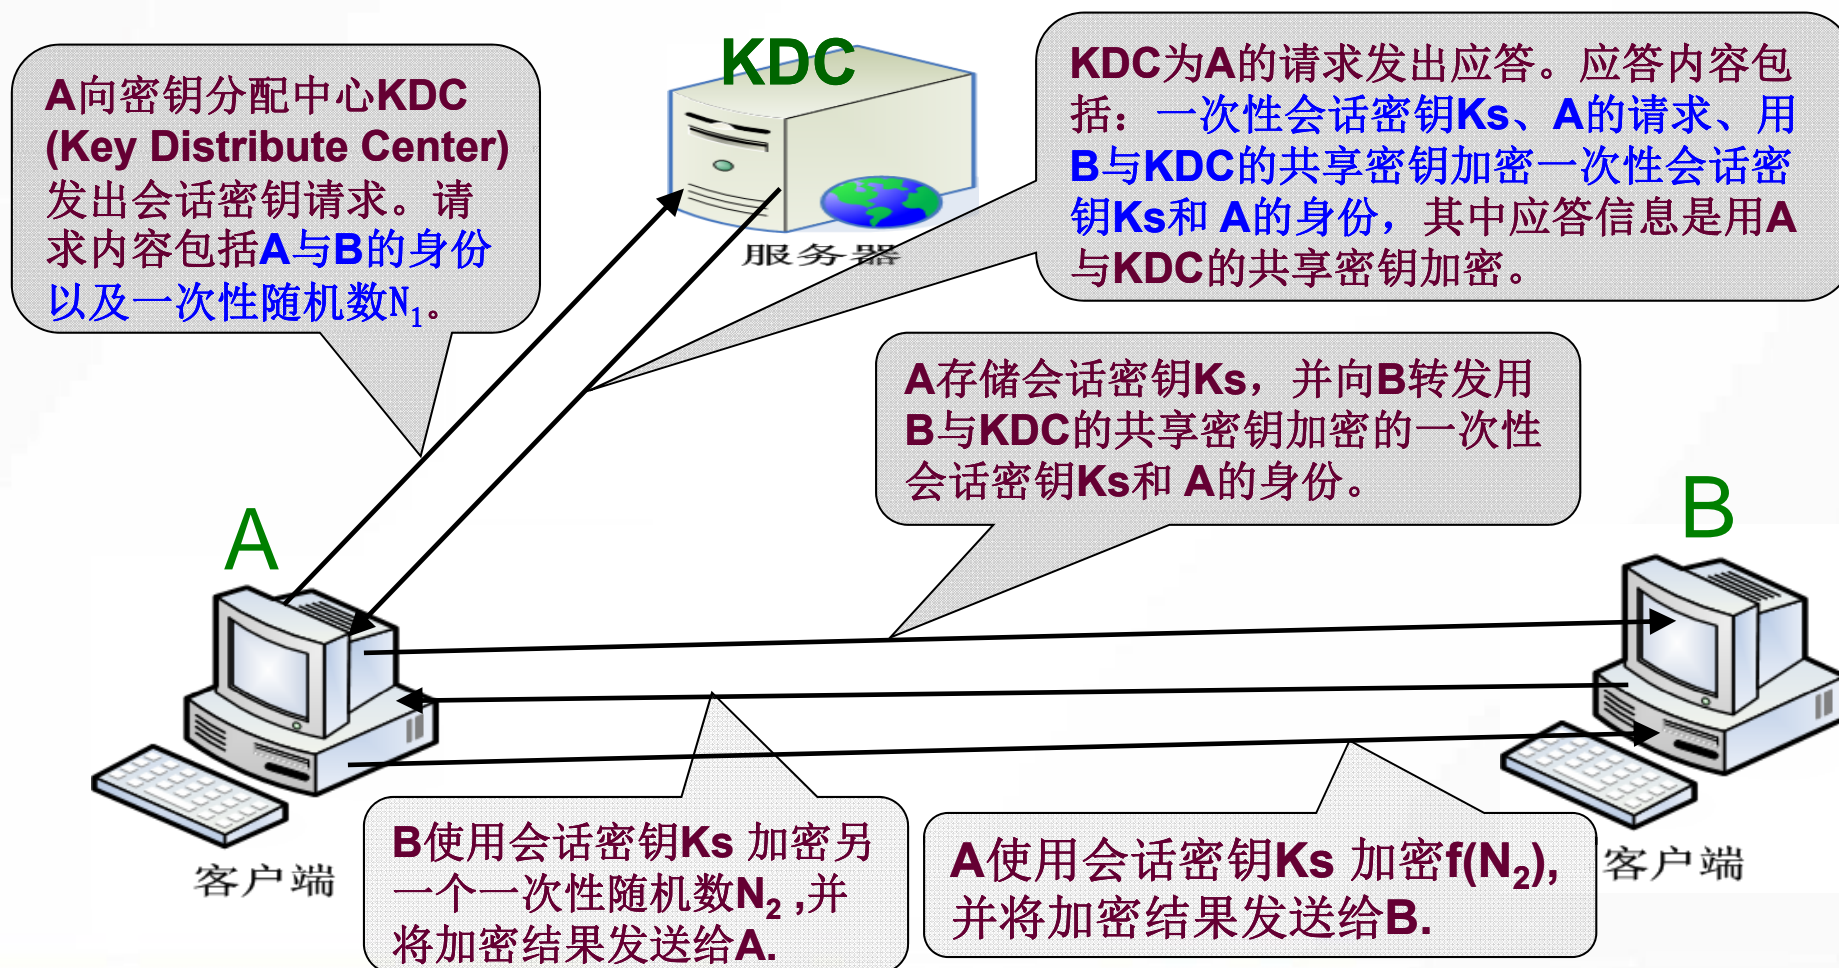 KDC
A向密钥分配中心KDC
(Key Distribute Center)
发出会话密钥请求。请
求内容包括A与B的身份
以及一次性随机数N₁。
KDC为A的请求发出应答。应答内容包
括：一次性会话密钥Ks、A的请求、用
B与KDC的共享密钥加密一次性会话密
钥Ks和 A的身份，其中应答信息是用A
与KDC的共享密钥加密。
服务器
A存储会话密钥Ks，并向B转发用
B与KDC的共享密钥加密的一次性
会话密钥Ks和 A的身份。
A
B
B使用会话密钥Ks 加密另
一个一次性随机数N₂ ,并
将加密结果发送给A.
A使用会话密钥Ks 加密f(N₂),
并将加密结果发送给B.
客户端
客户端